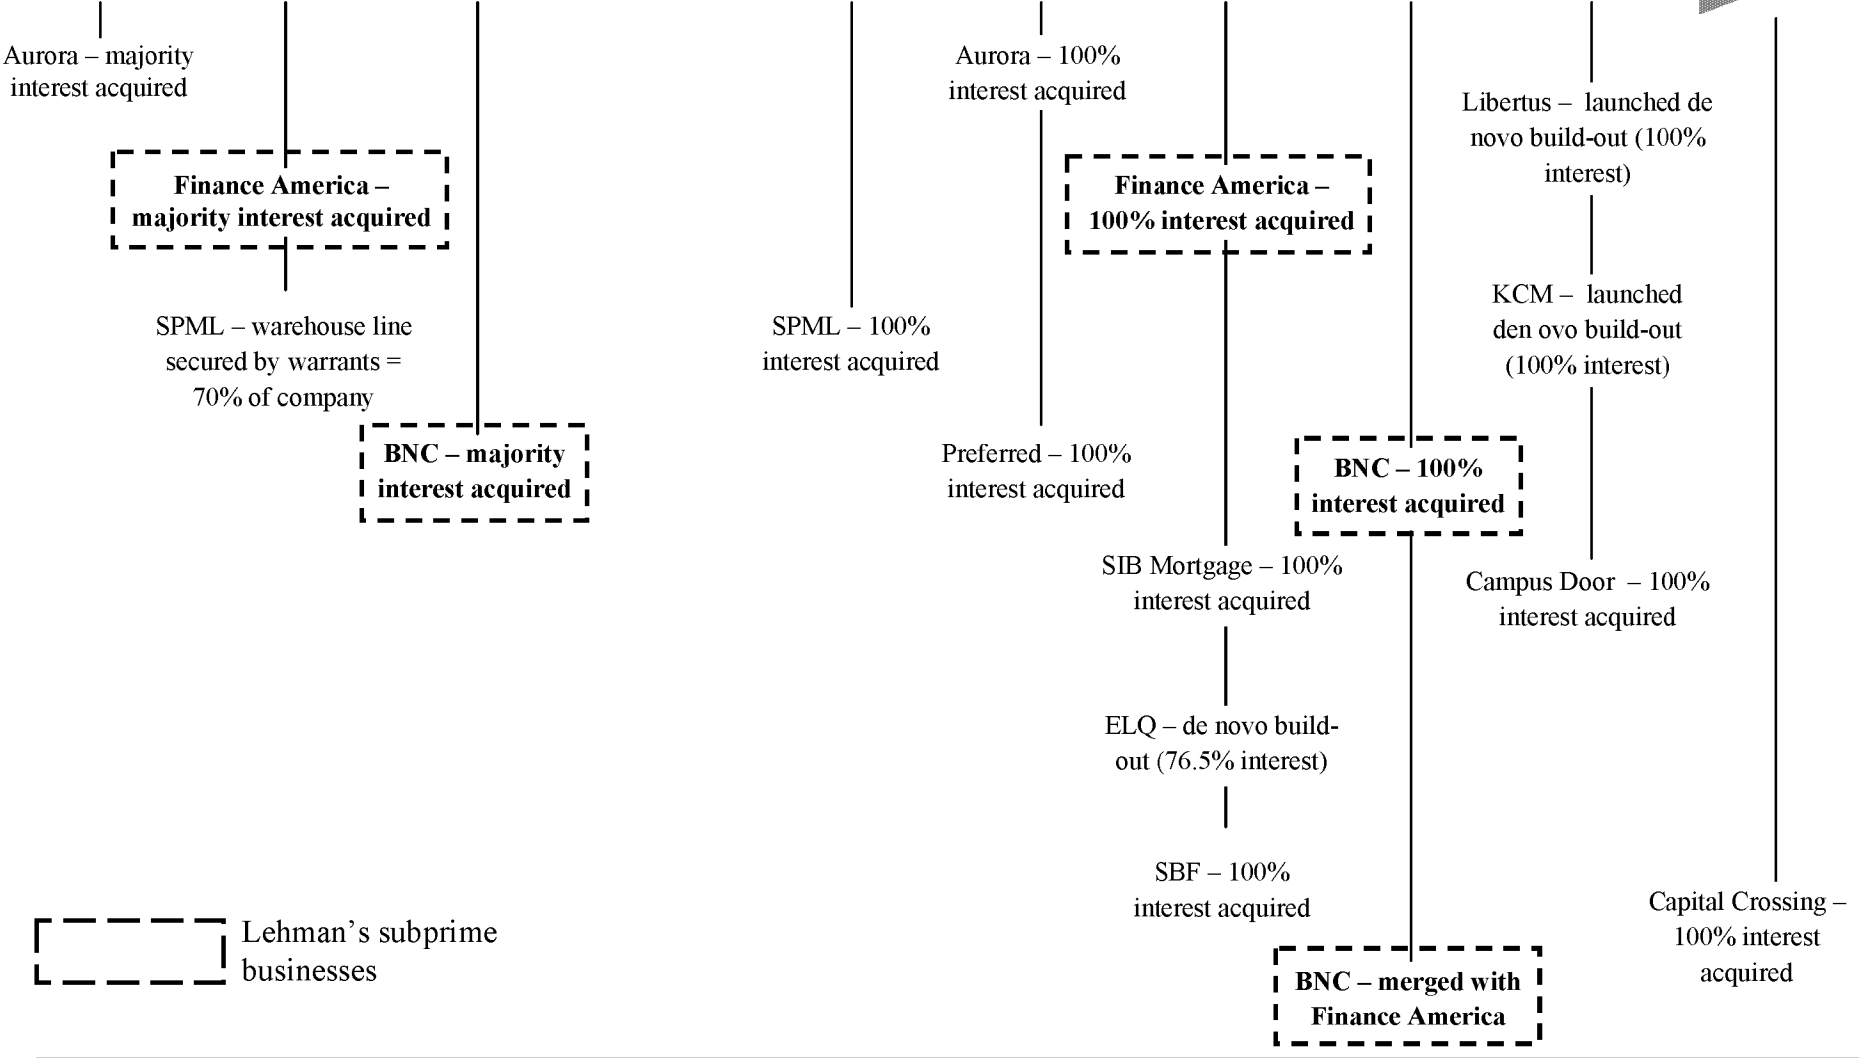 Aurora – majority
interest acquired
Finance America –
majority interest acquired
SPML – warehouse line
secured by warrants =
70% of company
BNC – majority
interest acquired
SPML – 100%
interest acquired
Aurora – 100%
interest acquired
Preferred – 100%
interest acquired
Finance America –
100% interest acquired
SIB Mortgage – 100%
interest acquired
ELQ – de novo build-
out (76.5% interest)
SBF – 100%
interest acquired
BNC – 100%
interest acquired
BNC – merged with
Finance America
Libertus – launched de
novo build-out (100%
interest)
KCM – launched
den ovo build-out
(100% interest)
Campus Door – 100%
interest acquired
Capital Crossing –
100% interest
acquired
Lehman’s subprime
businesses